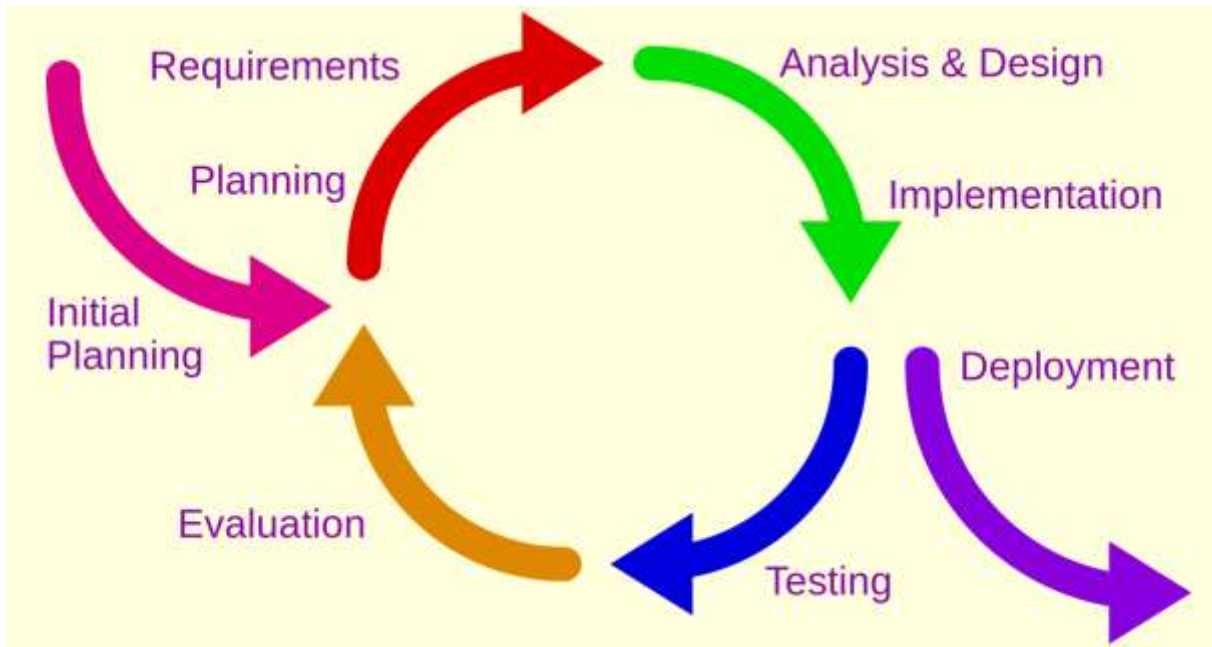 Requirements
Analysis & Design
Planning
Implementation
Initial
Planning
Deployment
Evaluation
Testing